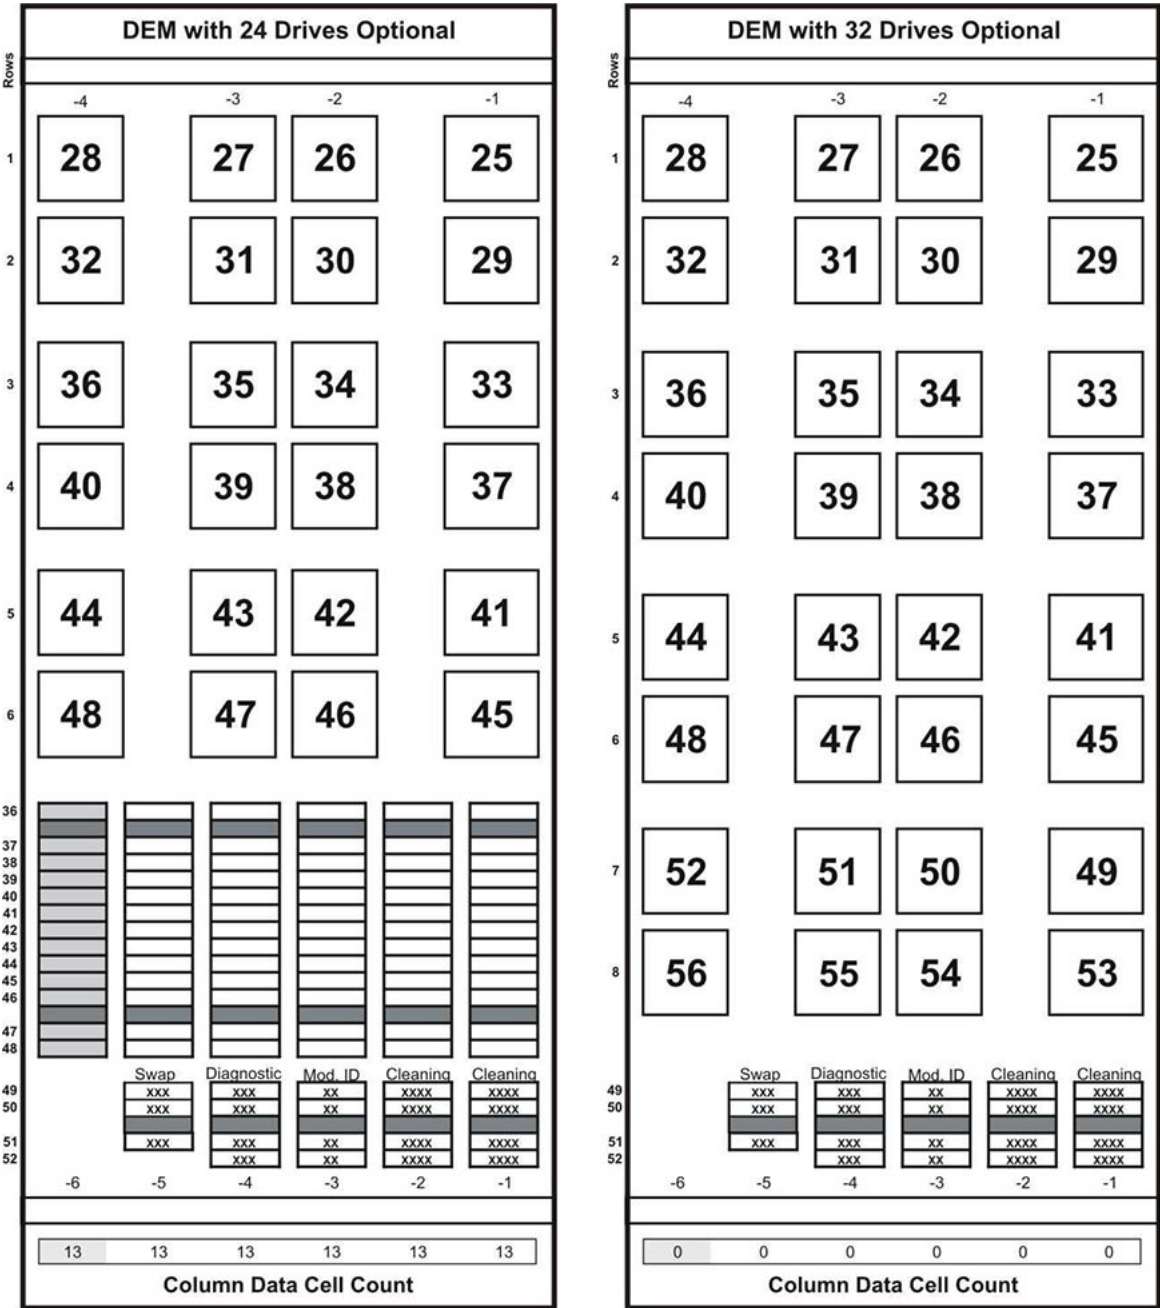 DEM with 24 Drives Optional
Rows
-4 -3 -2 -1
1 28 27 26 25
2 32 31 30 29
3 36 35 34 33
4 40 39 38 37
5 44 43 42 41
6 48 47 46 45
36
37
38
39
40
41
42
43
44
45
46
47
48
Swap Diagnostic Mod. ID Cleaning Cleaning
49 xxx xxx xx xxxx xxxx
50 xxx xxx xx xxxx xxxx
51 xxx xxx xx xxxx xxxx
52 xxx xx xxxx xxxx
-6 -5 -4 -3 -2 -1
13 13 13 13 13 13
Column Data Cell Count
DEM with 32 Drives Optional
Rows
-4 -3 -2 -1
1 28 27 26 25
2 32 31 30 29
3 36 35 34 33
4 40 39 38 37
5 44 43 42 41
6 48 47 46 45
7 52 51 50 49
8 56 55 54 53
Swap Diagnostic Mod. ID Cleaning Cleaning
49 xxx xxx xx xxxx xxxx
50 xxx xxx xx xxxx xxxx
51 xxx xxx xx xxxx xxxx
52 xxx xx xxxx xxxx
-6 -5 -4 -3 -2 -1
0 0 0 0 0 0
Column Data Cell Count